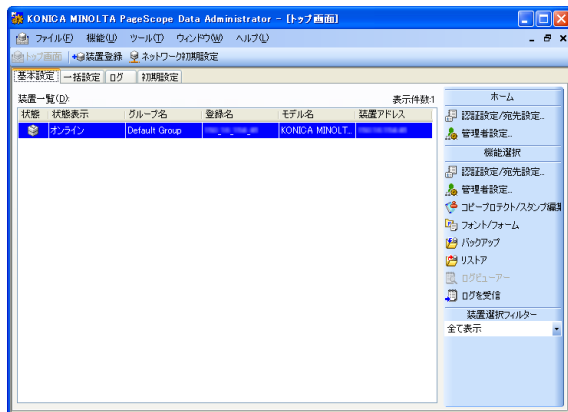 KONICA MINOLTA PageScope Data Administrator - [トップ画面]
ファイル(F) 機能(U) ツール(T) ウィンドウ(W) ヘルプ(L)
トップ画面 装置登録 ネットワーク初期設定
基本設定 一括設定 ログ 初期設定
装置一覧(D): 表示件数:1
状態 状態表示 グループ名 登録名 モデル名 装置アドレス
オンライン Default Group KONICA MINOLT...
ホーム
認証設定/宛先設定...
管理者設定...
機能選択
認証設定/宛先設定...
管理者設定...
コピープロテクト/スタンプ編集
フォント/フォーム
バックアップ
リストア
ログビューアー
ログを受信
装置選択フィルター
全て表示